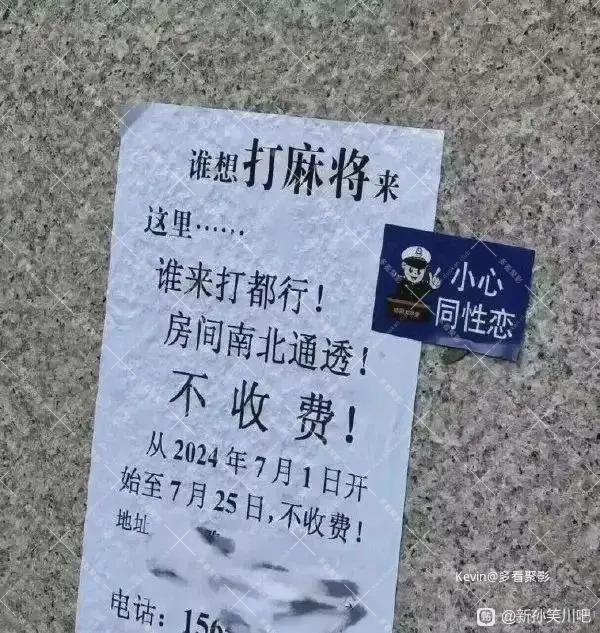 谁想打麻将来
这里……
谁来打都行！
房间南北通透！
不收费！
从2024年7月1日开
始至7月25日，不收费！
地址
电话：156
小心
同性恋
Kevin@多看聚影
@新孙笑川吧